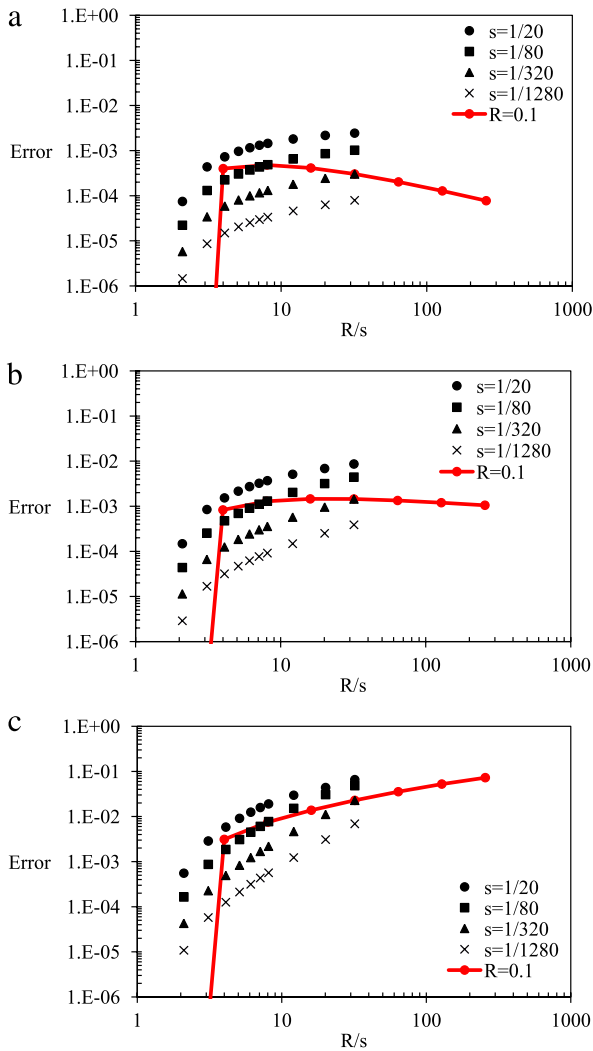 a
1.E+00
1.E-01
1.E-02
1.E-03
1.E-04
1.E-05
1.E-06
Error
1 10 100 1000
R/s
s=1/20
s=1/80
s=1/320
s=1/1280
R=0.1
b
1.E+00
1.E-01
1.E-02
1.E-03
1.E-04
1.E-05
1.E-06
Error
1 10 100 1000
R/s
s=1/20
s=1/80
s=1/320
s=1/1280
R=0.1
c
1.E+00
1.E-01
1.E-02
1.E-03
1.E-04
1.E-05
1.E-06
Error
1 10 100 1000
R/s
s=1/20
s=1/80
s=1/320
s=1/1280
R=0.1